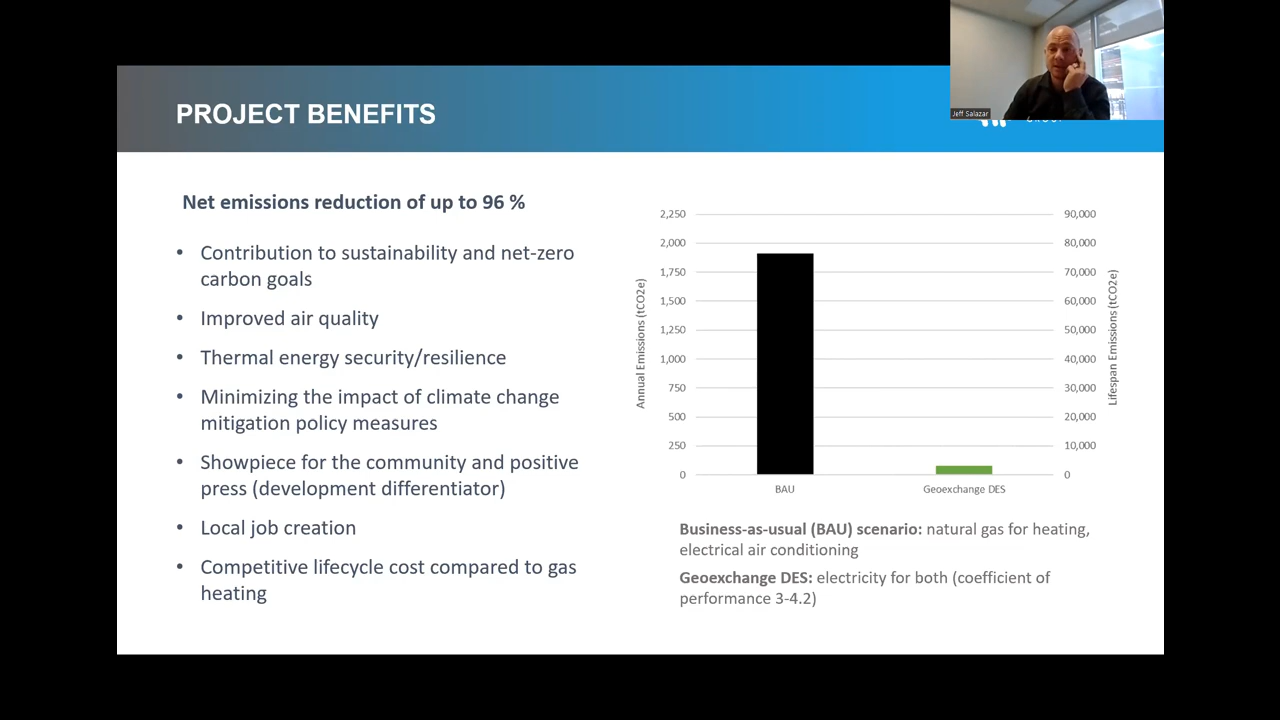 Jeff Salazar
PROJECT BENEFITS
Net emissions reduction of up to 96 %
• Contribution to sustainability and net-zero
carbon goals
• Improved air quality
• Thermal energy security/resilience
• Minimizing the impact of climate change
mitigation policy measures
• Showpiece for the community and positive
press (development differentiator)
• Local job creation
• Competitive lifecycle cost compared to gas
heating
Annual Emissions (tCO2e)
2,250
2,000
1,750
1,500
1,250
1,000
750
500
250
0
90,000
80,000
70,000
60,000
50,000
40,000
30,000
20,000
10,000
0
Lifespan Emissions (tCO2e)
BAU
Geoexchange DES
Business-as-usual (BAU) scenario: natural gas for heating,
electrical air conditioning
Geoexchange DES: electricity for both (coefficient of
performance 3-4.2)